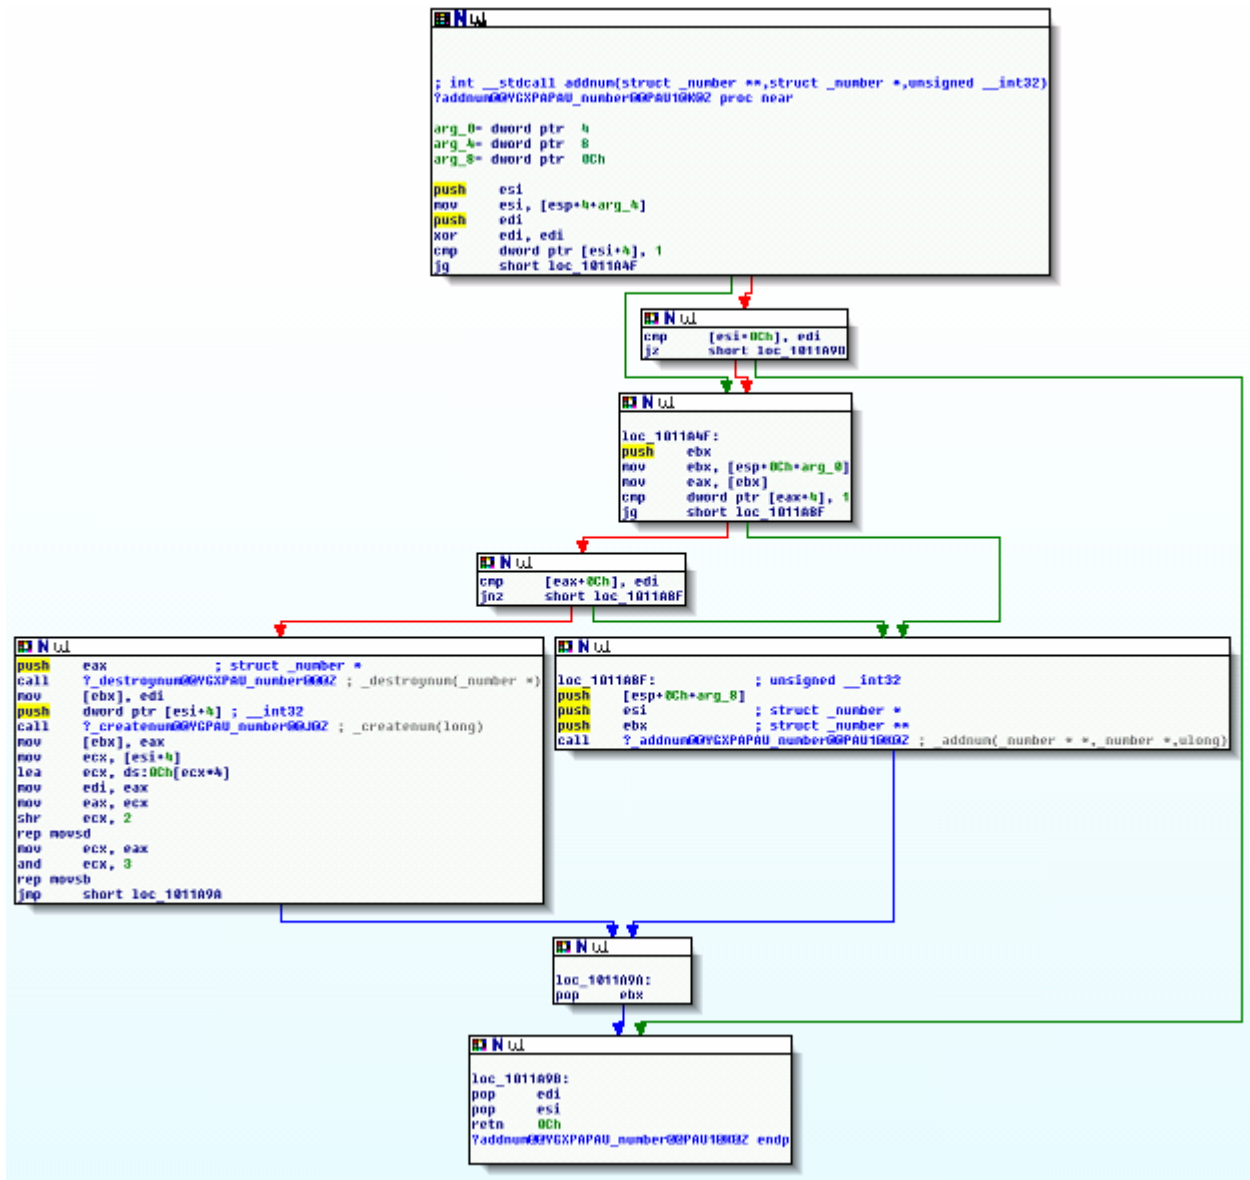 ; int __stdcall addnum(struct _number **,struct _number *,unsigned __int32)
?addnum@@YGXPAPAU_number@@PAU1@K@Z proc near
arg_0= dword ptr 4
arg_4= dword ptr 8
arg_8= dword ptr 0Ch
push esi
mov esi, [esp+4+arg_4]
push edi
xor edi, edi
cmp dword ptr [esi+4], 1
jg short loc_1011A4F
cmp [esi+0Ch], edi
jz short loc_1011A9B
loc_1011A4F:
push ebx
mov ebx, [esp+0Ch+arg_0]
mov eax, [ebx]
cmp dword ptr [eax+4], 1
jg short loc_1011A8F
cmp [eax+0Ch], edi
jnz short loc_1011A8F
push eax ; struct _number *
call ?_destroynum@@YGXPAU_number@@@Z ; _destroynum(_number *)
mov [ebx], edi
push dword ptr [esi+4] ; __int32
call ?_createnum@@YGPAU_number@@J@Z ; _createnum(long)
mov [ebx], eax
mov ecx, [esi+4]
lea ecx, ds:0Ch[ecx*4]
mov edi, eax
mov eax, ecx
shr ecx, 2
rep movsd
mov ecx, eax
and ecx, 3
rep movsb
jmp short loc_1011A9A
loc_1011A8F: ; unsigned __int32
push [esp+0Ch+arg_8]
push esi ; struct _number *
push ebx ; struct _number **
call ?_addnum@@YGXPAPAU_number@@PAU1@K@Z ; _addnum(_number * *,_number *,ulong)
loc_1011A9A:
pop ebx
loc_1011A9B:
pop edi
pop esi
retn 0Ch
?addnum@@YGXPAPAU_number@@PAU1@K@Z endp